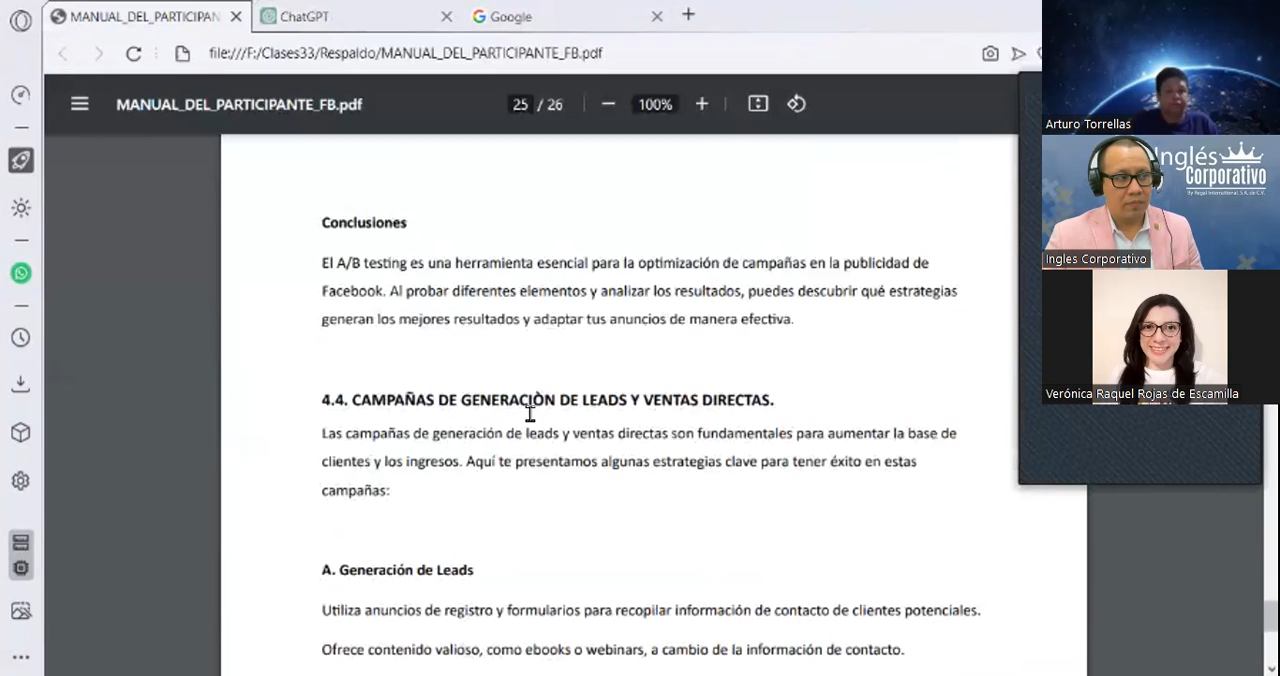 MANUAL_DEL_PARTICIPAN
ChatGPT
Google
file:///F:/Clases33/Respaldo/MANUAL_DEL_PARTICIPANTE_FB.pdf
MANUAL_DEL_PARTICIPANTE_FB.pdf
25 / 26
100%
Conclusiones
El A/B testing es una herramienta esencial para la optimización de campañas en la publicidad de
Facebook. Al probar diferentes elementos y analizar los resultados, puedes descubrir qué estrategias
generan los mejores resultados y adaptar tus anuncios de manera efectiva.
4.4. CAMPAÑAS DE GENERACIÒN DE LEADS Y VENTAS DIRECTAS.
Las campañas de generación de leads y ventas directas son fundamentales para aumentar la base de
clientes y los ingresos. Aquí te presentamos algunas estrategias clave para tener éxito en estas
campañas:
A. Generación de Leads
Utiliza anuncios de registro y formularios para recopilar información de contacto de clientes potenciales.
Ofrece contenido valioso, como ebooks o webinars, a cambio de la información de contacto.
Arturo Torrellas
Inglés
Corporativo
By Regal International, S.A. de C.V.
Ingles Corporativo
Verónica Raquel Rojas de Escamilla